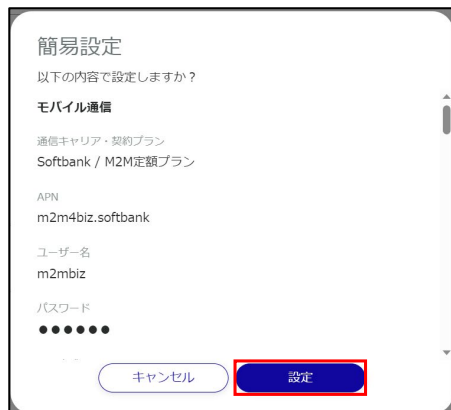 簡易設定
以下の内容で設定しますか？
モバイル通信
通信キャリア・契約プラン
Softbank / M2M定額プラン
APN
m2m4biz.softbank
ユーザー名
m2mbiz
パスワード
●●●●●●
キャンセル
設定